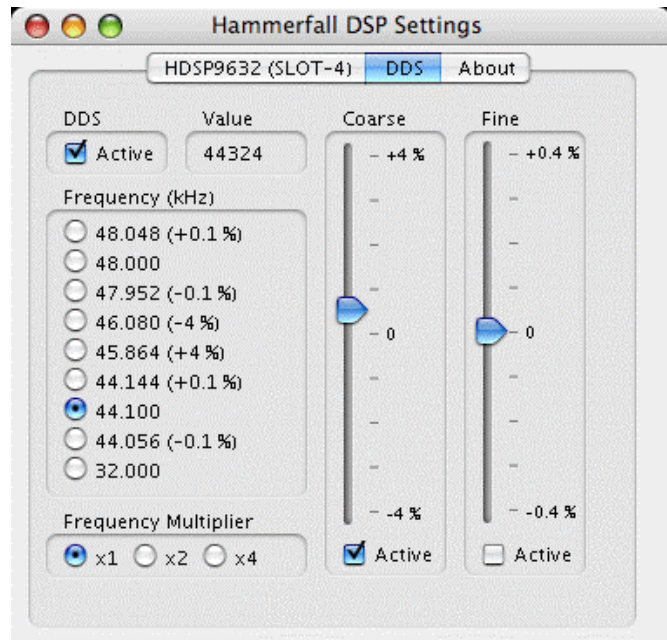 Hammerfall DSP Settings
HDSP9632 (SLOT-4) DDS About
DDS
Active
Value
44324
Frequency (kHz)
48.048 (+0.1 %)
48.000
47.952 (-0.1 %)
46.080 (-4 %)
45.864 (+4 %)
44.144 (+0.1 %)
44.100
44.056 (-0.1 %)
32.000
Frequency Multiplier
x1 x2 x4
Coarse
+4 %
0
-4 %
Active
Fine
+0.4 %
0
-0.4 %
Active